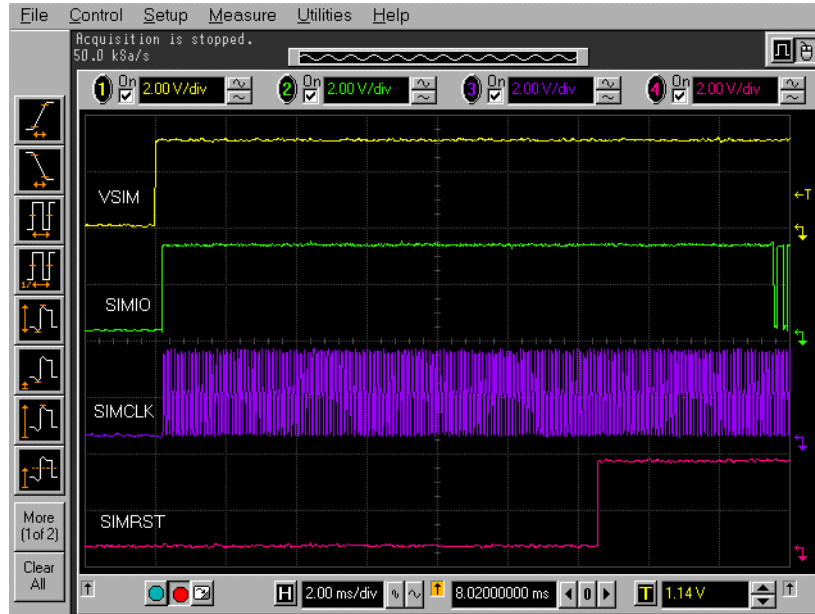 File Control Setup Measure Utilities Help
Acquisition is stopped.
50.0 kSa/s
1 On 2.00 V/div 2 On 2.00 V/div 3 On 2.00 V/div 4 On 2.00 V/div
T
VSIM
SIMIO
SIMCLK
SIMRST
1/
More
(1of 2)
Clear
All
H 2.00 ms/div 8.02000000 ms 0 T 1.14 V